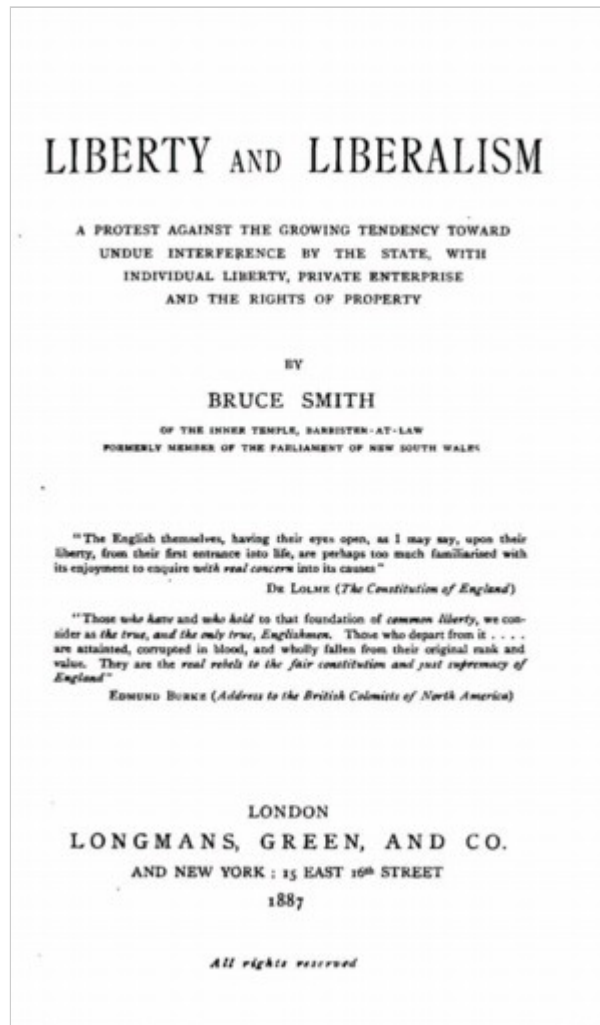 LIBERTY AND LIBERALISM
A PROTEST AGAINST THE GROWING TENDENCY TOWARD
UNDUE INTERFERENCE BY THE STATE, WITH
INDIVIDUAL LIBERTY, PRIVATE ENTERPRISE
AND THE RIGHTS OF PROPERTY
BY
BRUCE SMITH
OF THE INNER TEMPLE, BARRISTER-AT-LAW
FORMERLY MEMBER OF THE PARLIAMENT OF NEW SOUTH WALES
"The English themselves, having their eyes open, as I may say, upon their
liberty, from their first entrance into life, are perhaps too much familiarised with
its enjoyment to enquire with real concern into its causes"
DE LOLME (The Constitution of England)
"Those who have and who hold to that foundation of common liberty, we con-
sider as the true, and the only true, Englishmen. Those who depart from it . . . .
are attainted, corrupted in blood, and wholly fallen from their original rank and
value. They are the real rebels to the fair constitution and just supremacy of
England"
EDMUND BURKE (Address to the British Colonists of North America)
LONDON
LONGMANS, GREEN, AND CO.
AND NEW YORK : 15 EAST 16th STREET
1887
All rights reserved